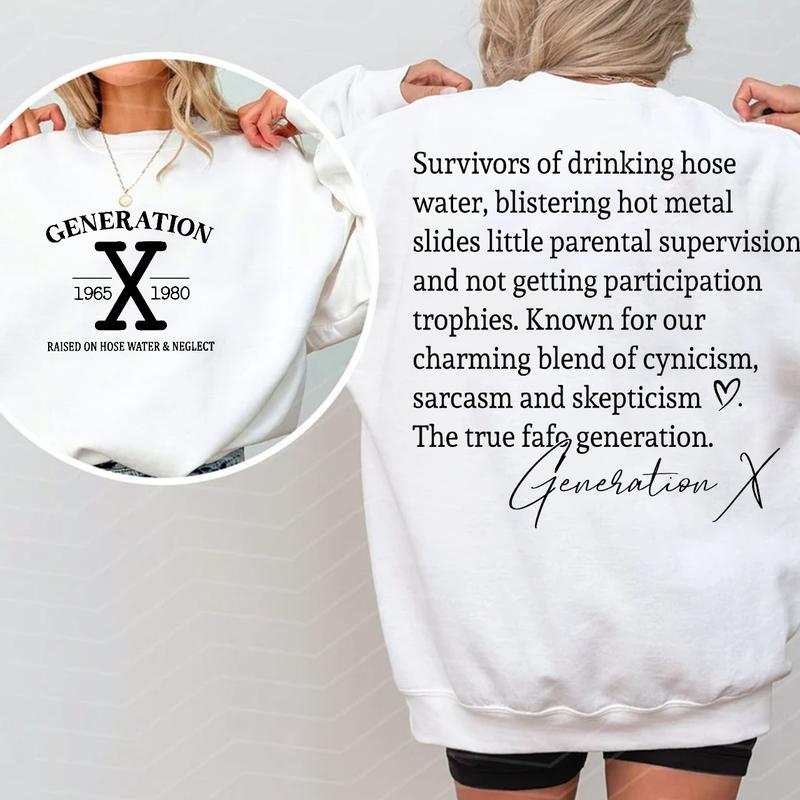 GENERATION
X
1965 1980
RAISED ON HOSE WATER & NEGLECT
Survivors of drinking hose
water, blistering hot metal
slides little parental supervision
and not getting participation
trophies. Known for our
charming blend of cynicism,
sarcasm and skepticism ♡.
The true fafo generation.
Generation X